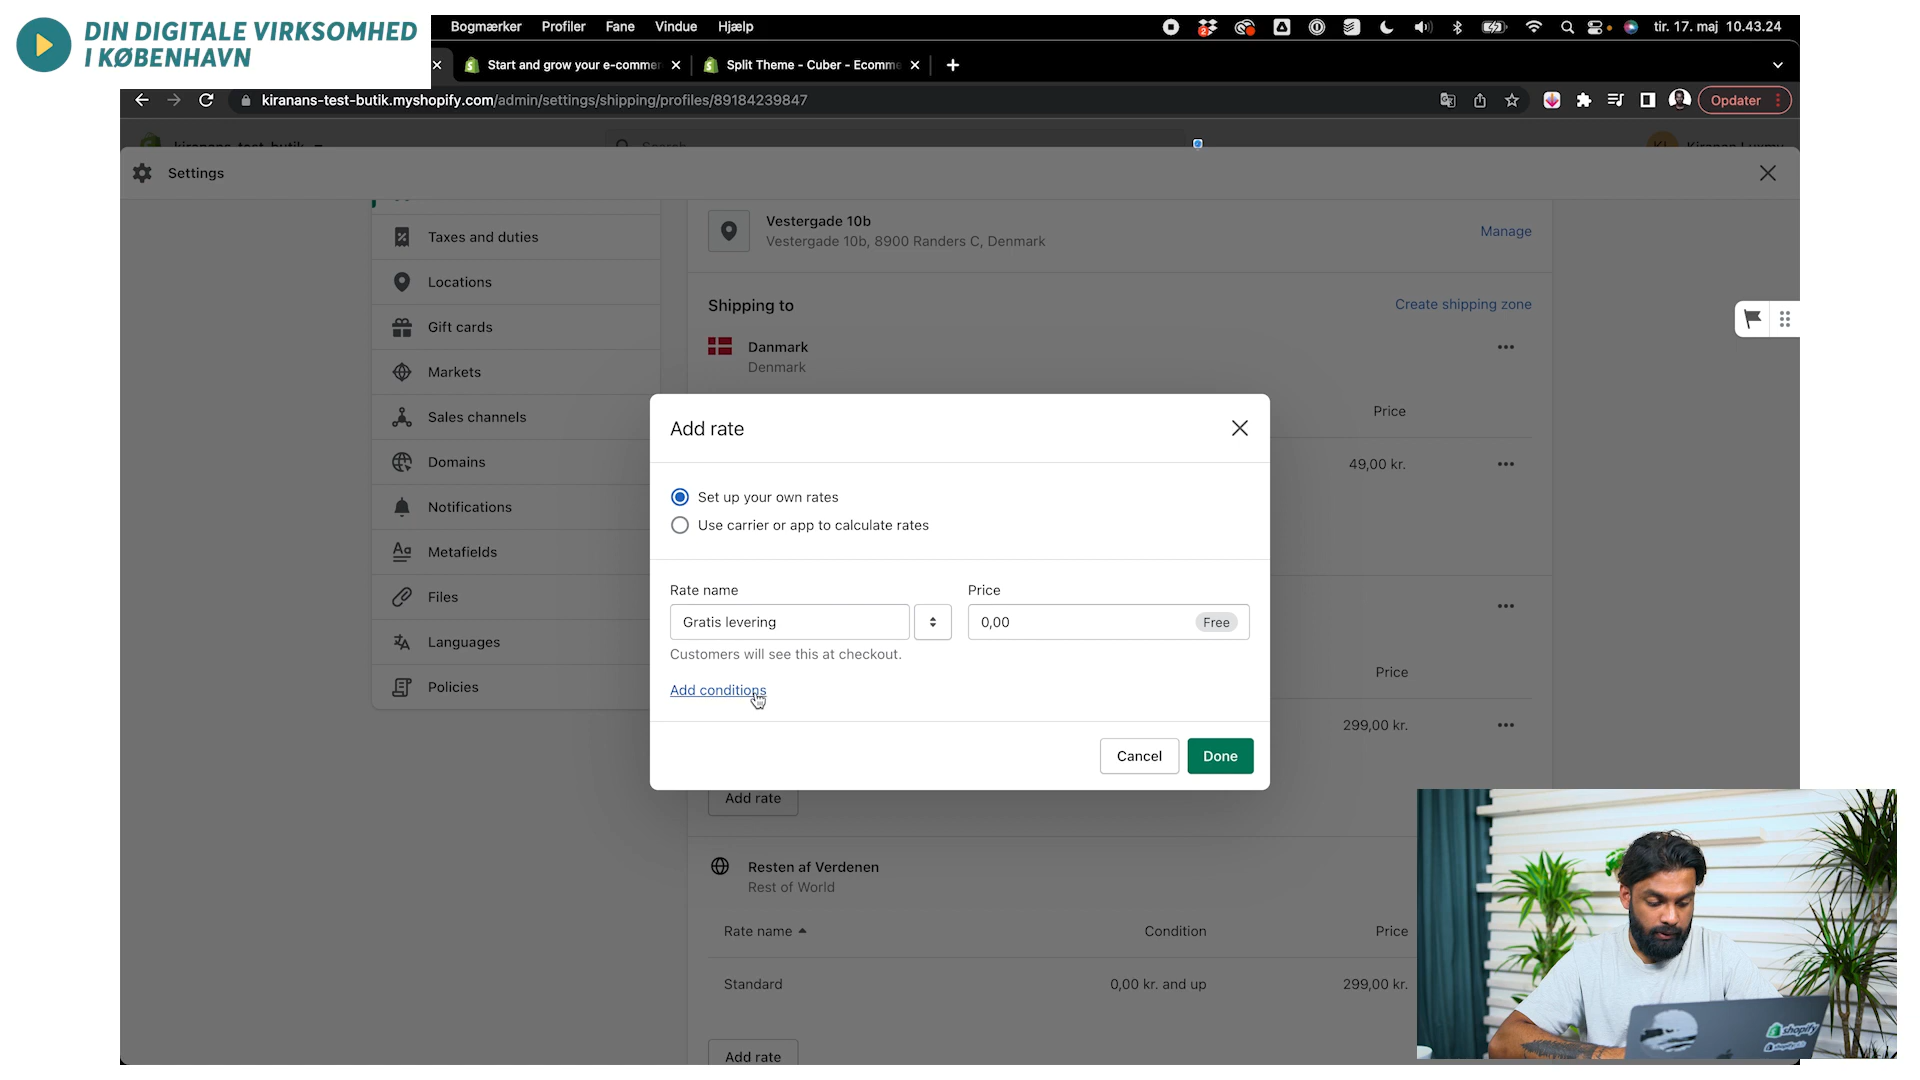 DIN DIGITALE VIRKSOMHED
I KØBENHAVN
Bogmærker Profiler Fane Vindue Hjælp
tir. 17. maj 10.43.24
Start and grow your e-commer
Split Theme - Cuber - Ecomme
kiranans-test-butik.myshopify.com/admin/settings/shipping/profiles/89184239847
Opdater
Settings
Taxes and duties
Locations
Gift cards
Markets
Sales channels
Domains
Notifications
Metafields
Files
Languages
Policies
Vestergade 10b
Vestergade 10b, 8900 Randers C, Denmark
Manage
Shipping to
Create shipping zone
Danmark
Denmark
Price
49,00 kr.
Add rate
Set up your own rates
Use carrier or app to calculate rates
Rate name
Price
Gratis levering
0,00
Free
Customers will see this at checkout.
Add conditions
Cancel
Done
Price
299,00 kr.
Add rate
Resten af Verdenen
Rest of World
Rate name
Condition
Price
Standard
0,00 kr. and up
299,00 kr.
Add rate
shopify